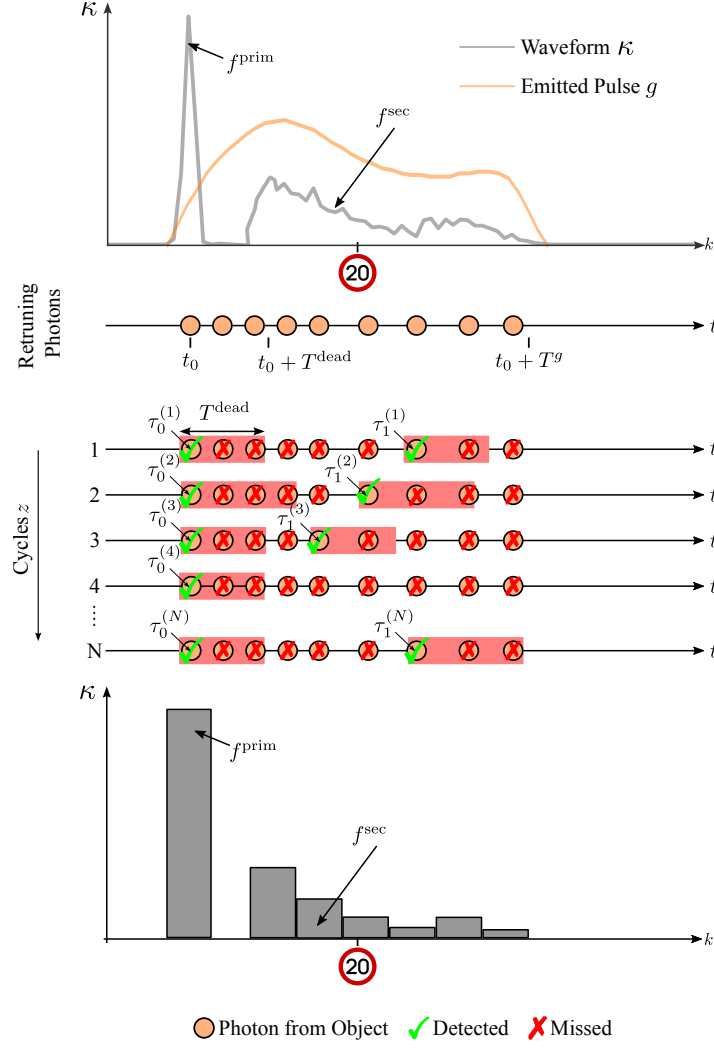 κ
f^prim
Waveform κ
Emitted Pulse g
f^sec
k
20
Retruning
Photons
t
t_0
t_0 + T^dead
t_0 + T^g
T^dead
τ_0^(1)
τ_1^(1)
1
t
τ_0^(2)
τ_1^(2)
2
t
τ_0^(3)
τ_1^(3)
3
t
τ_0^(4)
4
t
Cycles z
......
τ_0^(N)
τ_1^(N)
N
t
κ
f^prim
f^sec
k
20
Photon from Object
Detected
Missed